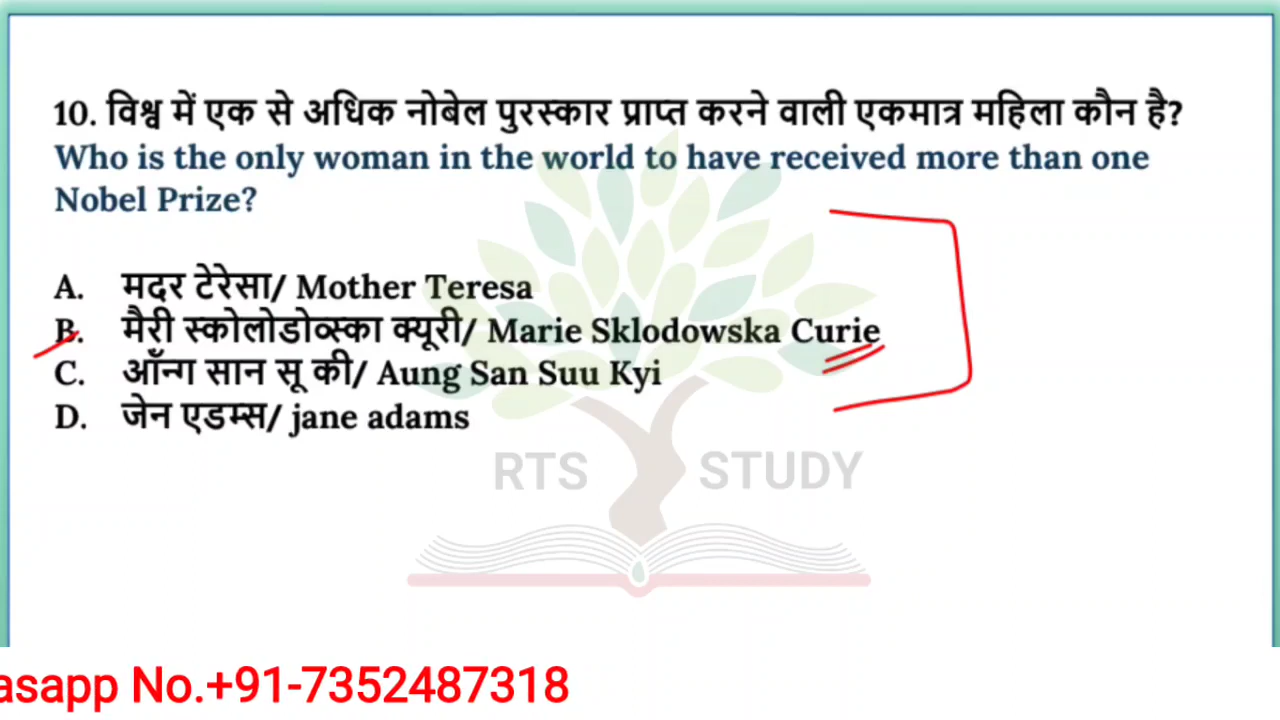 10. विश्व में एक से अधिक नोबेल पुरस्कार प्राप्त करने वाली एकमात्र महिला कौन है?
Who is the only woman in the world to have received more than one
Nobel Prize?
A. मदर टेरेसा/ Mother Teresa
B. मैरी स्कोलोडोव्स्का क्यूरी/ Marie Sklodowska Curie
C. ऑन्ग सान सू की/ Aung San Suu Kyi
D. जेन एडम्स/ jane adams
RTS STUDY
asapp No.+91-7352487318